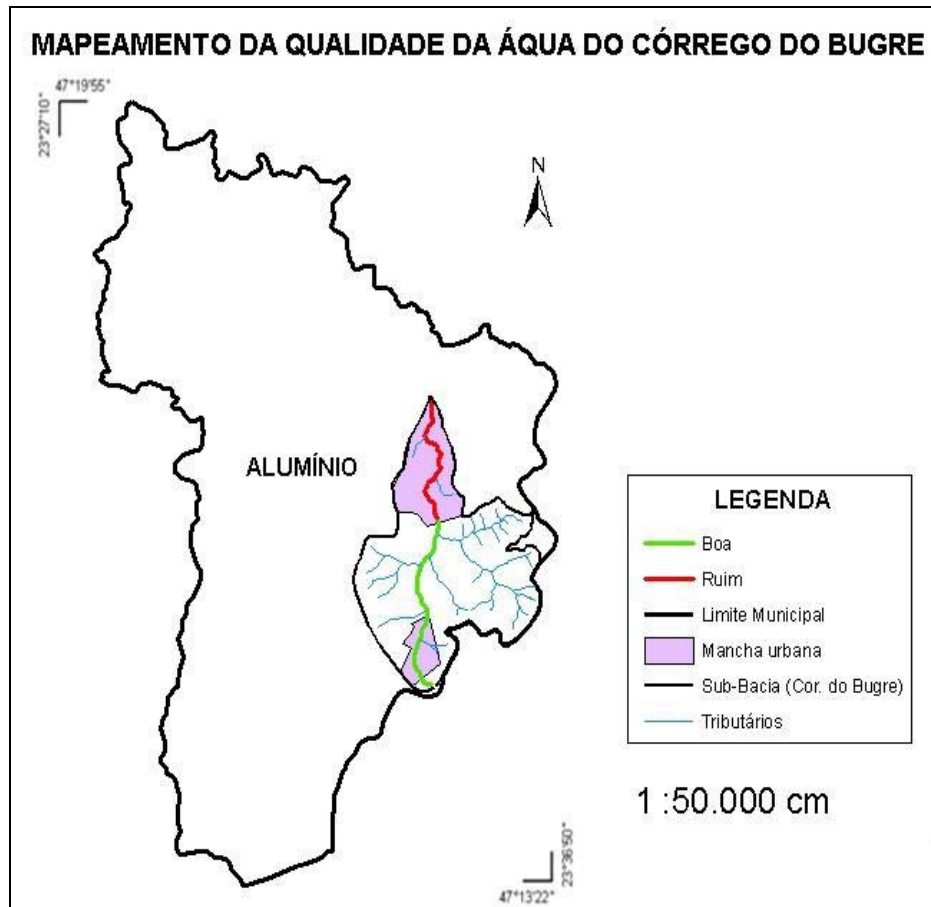 MAPEAMENTO DA QUALIDADE DA ÁQUA DO CÓRREGO DO BUGRE
47°19'55"
23°27'10"
N
ALUMÍNIO
LEGENDA
Boa
Ruim
Limite Municipal
Mancha urbana
Sub-Bacia (Cor. do Bugre)
Tributários
1 :50.000 cm
23°36'50"
47°13'22"